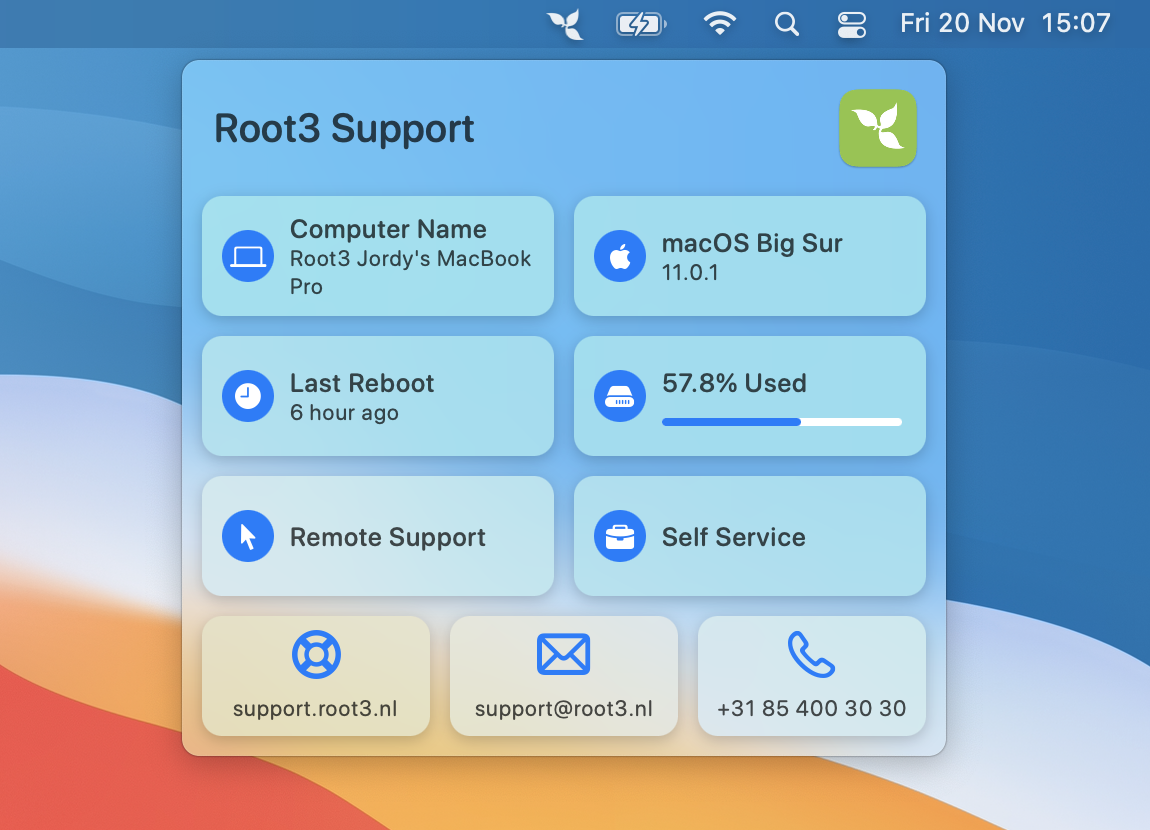 Fri 20 Nov 15:07
Root3 Support
Computer Name
Root3 Jordy's MacBook
Pro
macOS Big Sur
11.0.1
Last Reboot
6 hour ago
57.8% Used
Remote Support
Self Service
support.root3.nl
support@root3.nl
+31 85 400 30 30